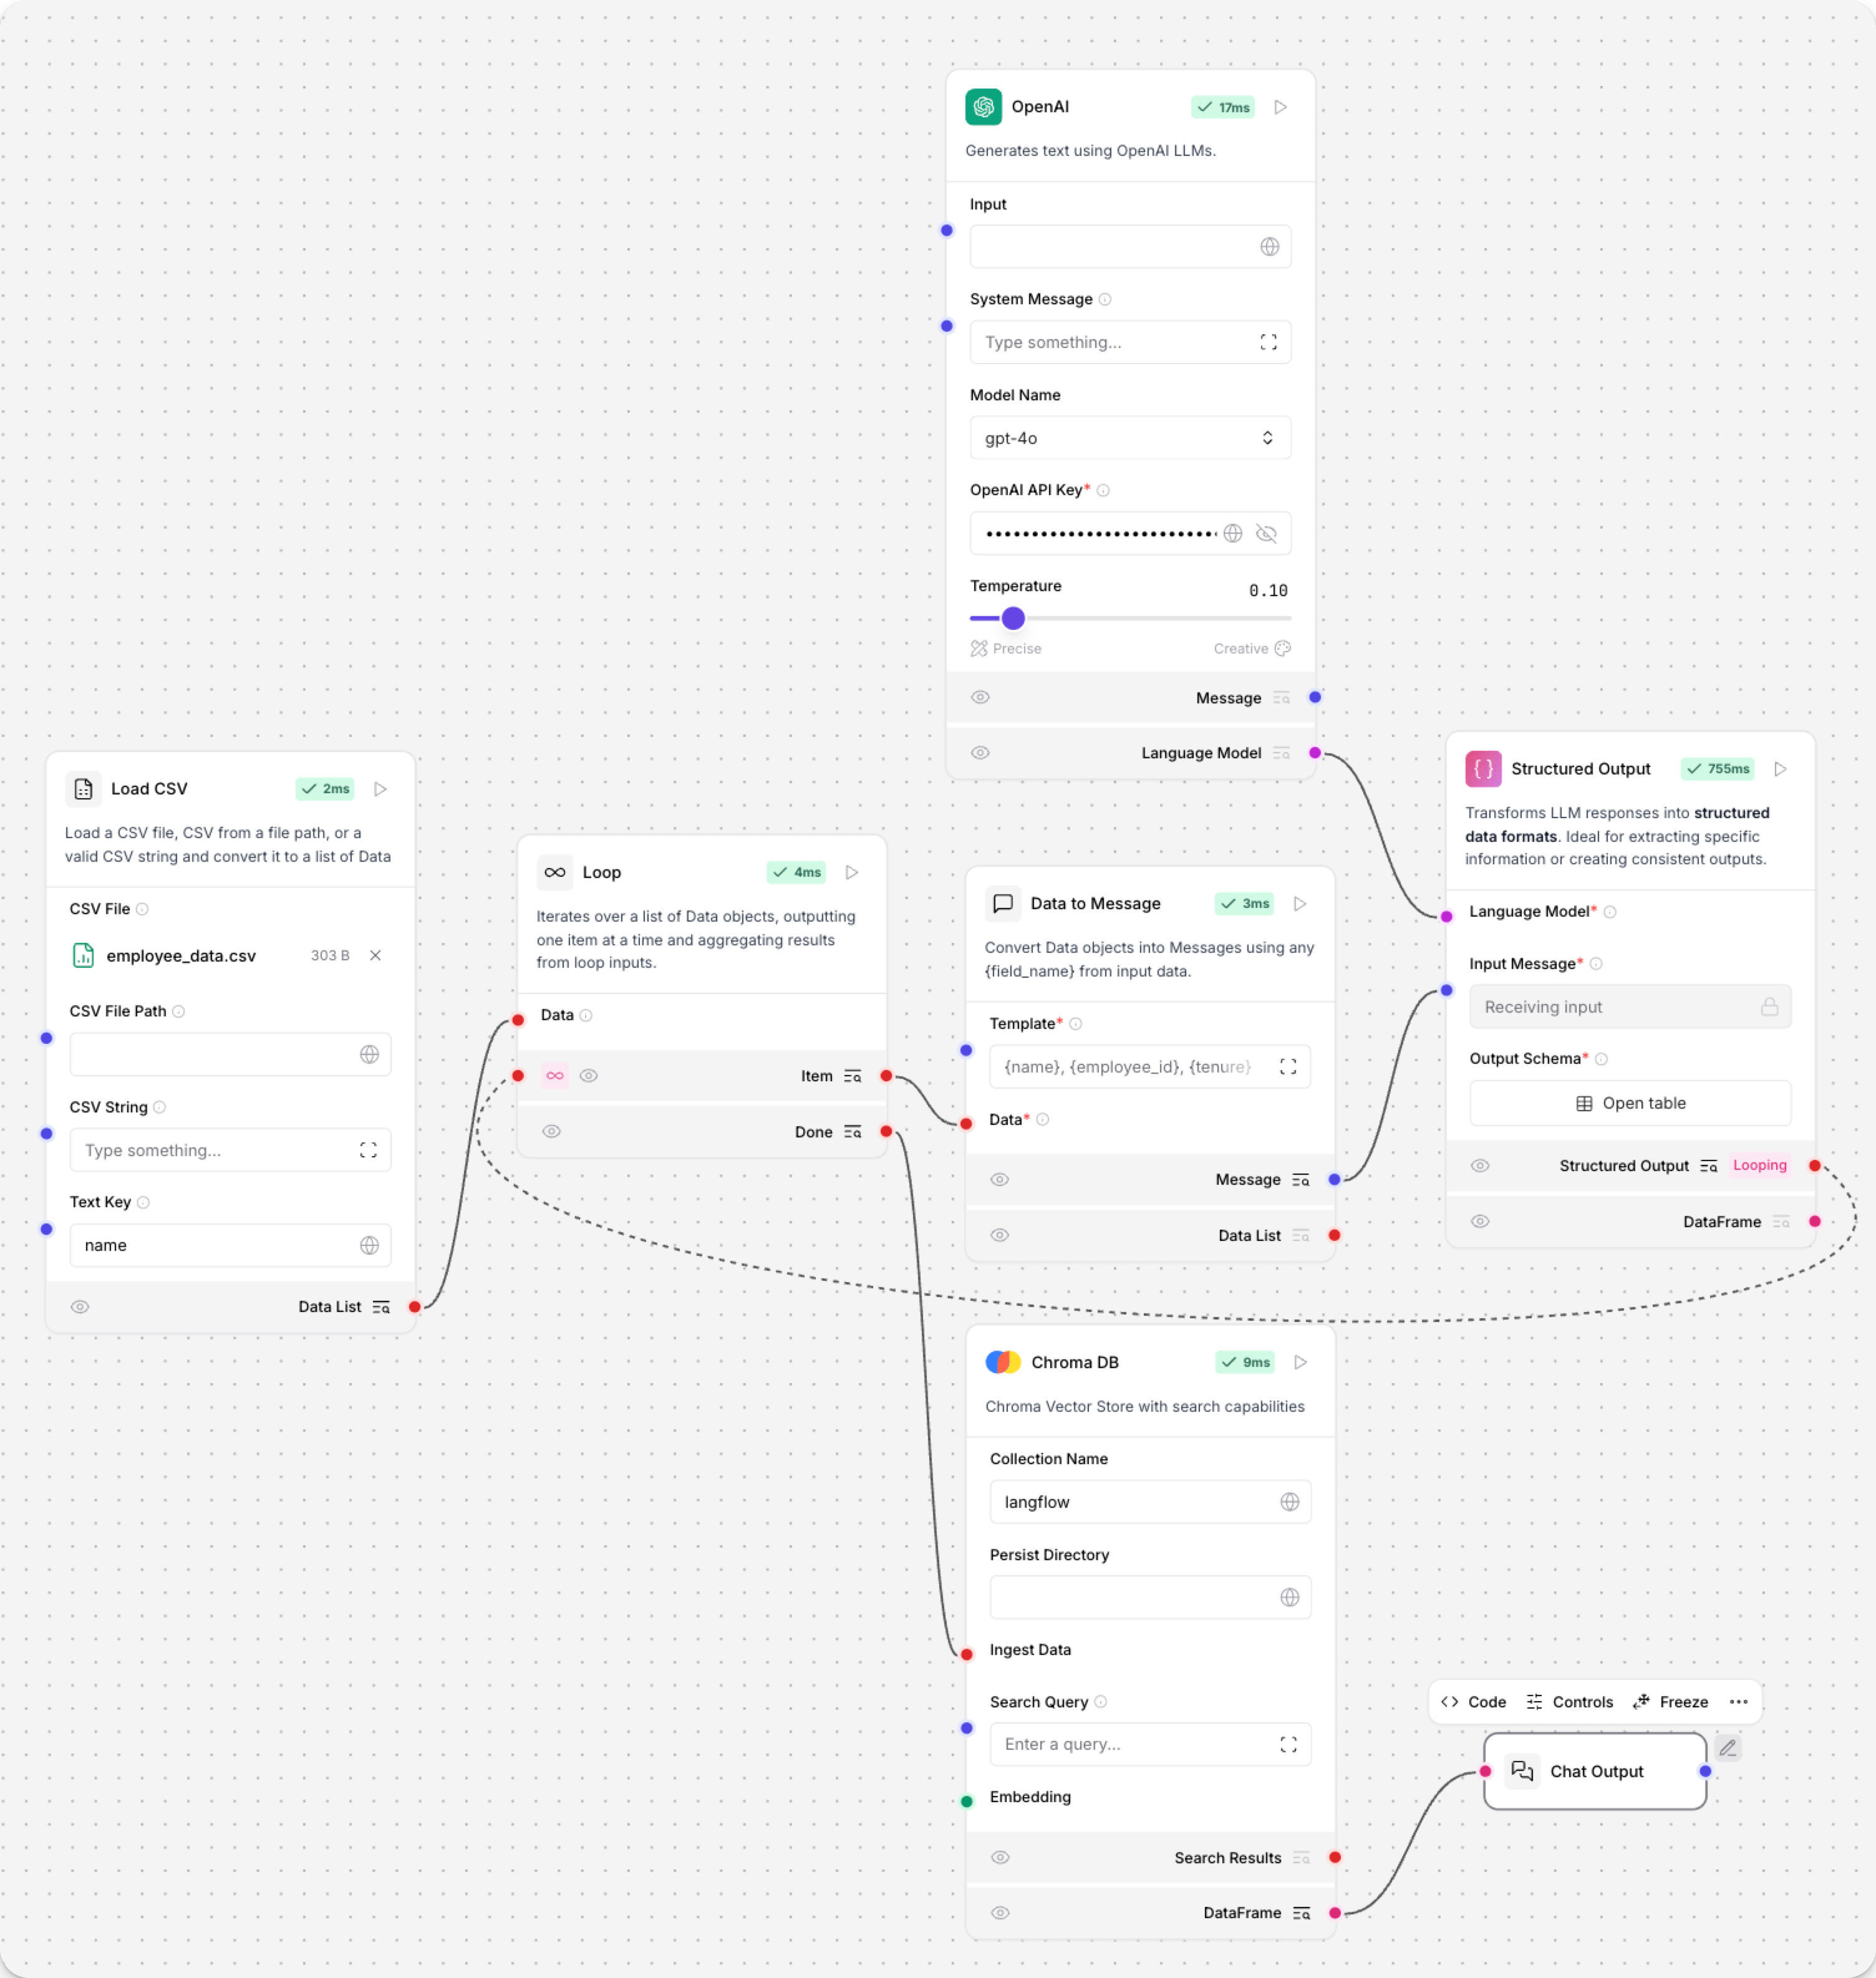 OpenAI
17ms
Generates text using OpenAI LLMs.
Input
System Message
Type something...
Model Name
gpt-4o
OpenAI API Key*
Temperature
0.10
Precise
Creative
Message
Language Model
Load CSV
2ms
Load a CSV file, CSV from a file path, or a
valid CSV string and convert it to a list of Data
CSV File
employee_data.csv
303 B
CSV File Path
CSV String
Type something...
Text Key
name
Data List
Loop
4ms
Iterates over a list of Data objects, outputting
one item at a time and aggregating results
from loop inputs.
Data
Item
Done
Data to Message
3ms
Convert Data objects into Messages using any
{field_name} from input data.
Template*
{name}, {employee_id}, {tenure}
Data*
Message
Data List
Structured Output
755ms
Transforms LLM responses into structured
data formats. Ideal for extracting specific
information or creating consistent outputs.
Language Model*
Input Message*
Receiving input
Output Schema*
Open table
Structured Output
Looping
DataFrame
Chroma DB
9ms
Chroma Vector Store with search capabilities
Collection Name
langflow
Persist Directory
Ingest Data
Search Query
Enter a query...
Embedding
Search Results
DataFrame
Code
Controls
Freeze
Chat Output